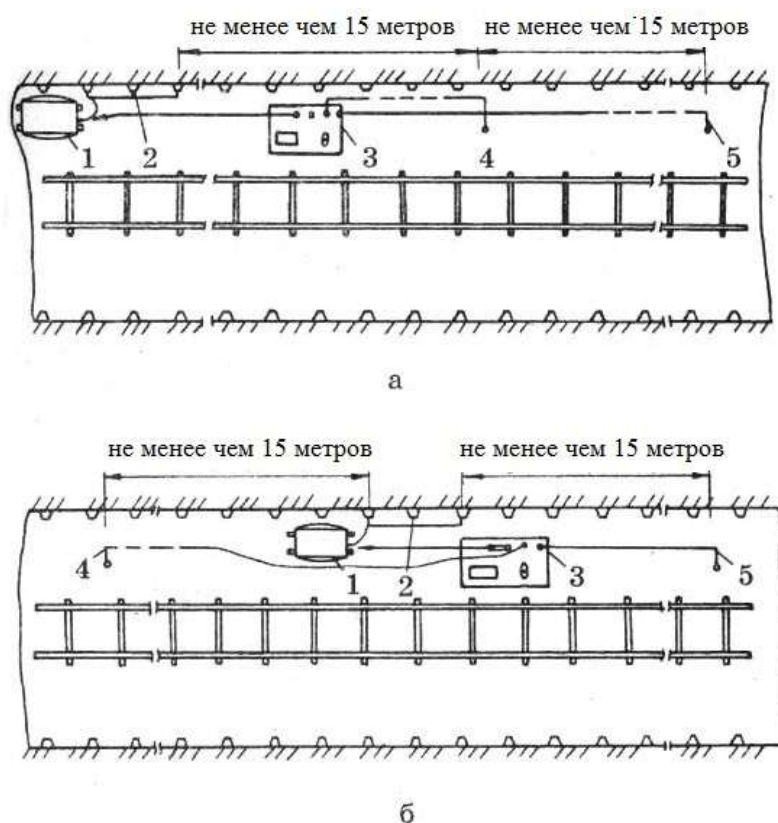 не менее чем 15 метров не менее чем 15 метров
1 2 3 4 5
а
не менее чем 15 метров не менее чем 15 метров
4 1 2 3 5
б